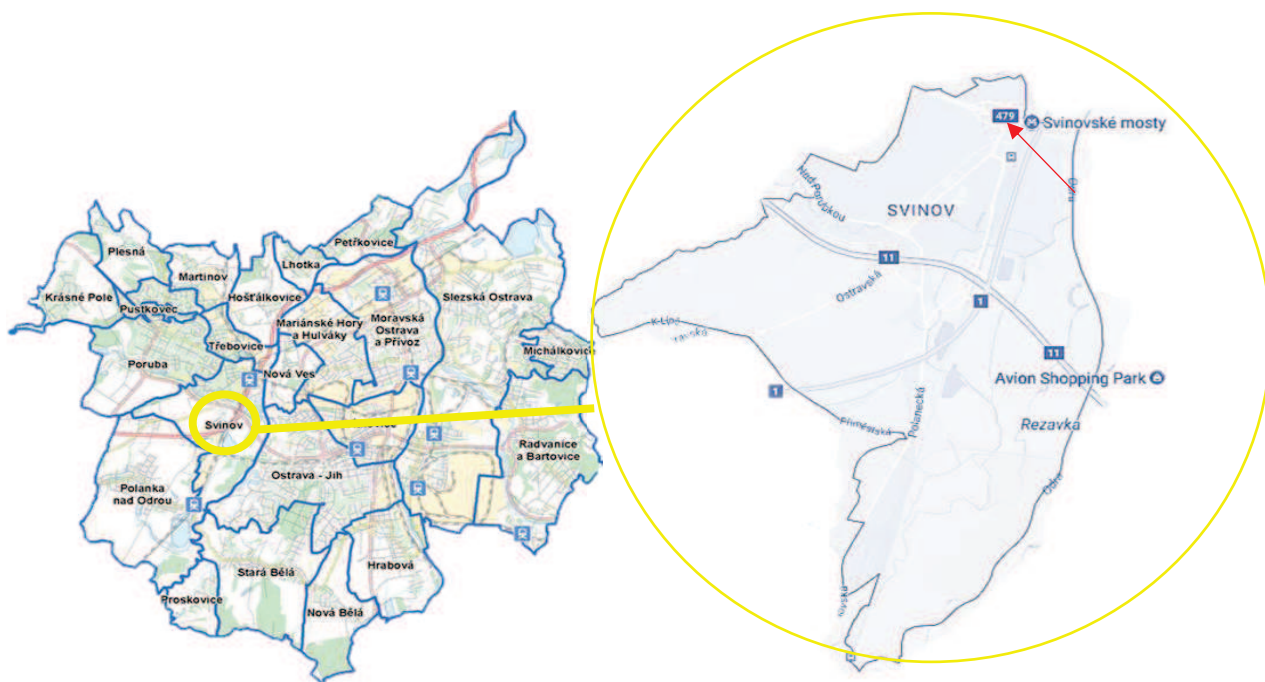 Petřkovice
Plesná
Martinov
Lhotka
Krásné Pole
Hošťálkovice
Slezská Ostrava
Pustkovec
Mariánské Hory
a Hulváky
Moravská
Ostrava
a Přívoz
Třebovice
Michálkovice
Poruba
Nová Ves
Svinov
Radvanice
a Bartovice
Ostrava - Jih
Polanka
nad Odrou
Stará Bělá
Hrabová
Proskovice
Nová Bělá
479
Svinovské mosty
Nad Porubkou
SVINOV
11
Ostravská
1
K Lípě
11
Avion Shopping Park
1
Polanecká
Příměstská
Rezavka
Odra